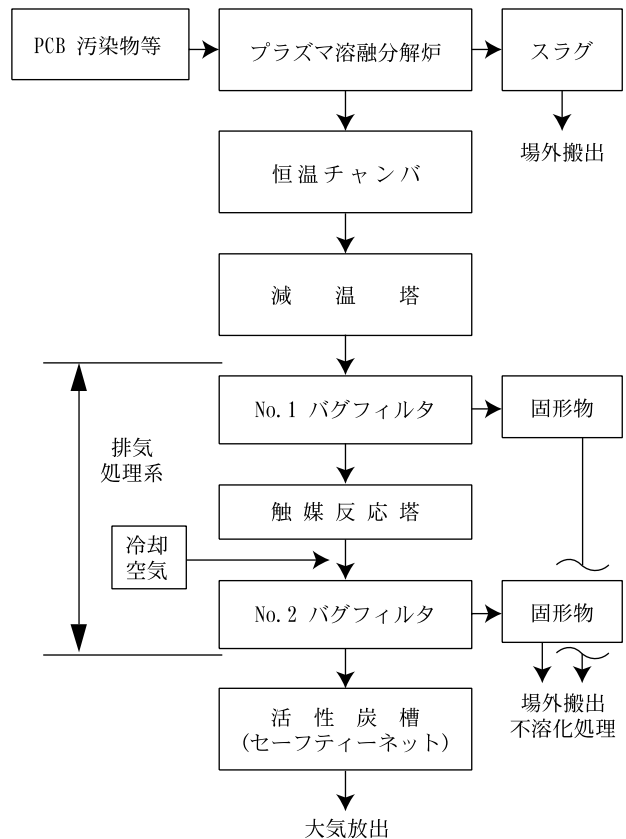 PCB 汚染物等
プラズマ溶融分解炉
スラグ
場外搬出
恒温チャンバ
減温塔
No.1 バグフィルタ
固形物
排気
処理系
触媒反応塔
冷却
空気
No.2 バグフィルタ
固形物
場外搬出
不溶化処理
活性炭槽
(セーフティーネット)
大気放出